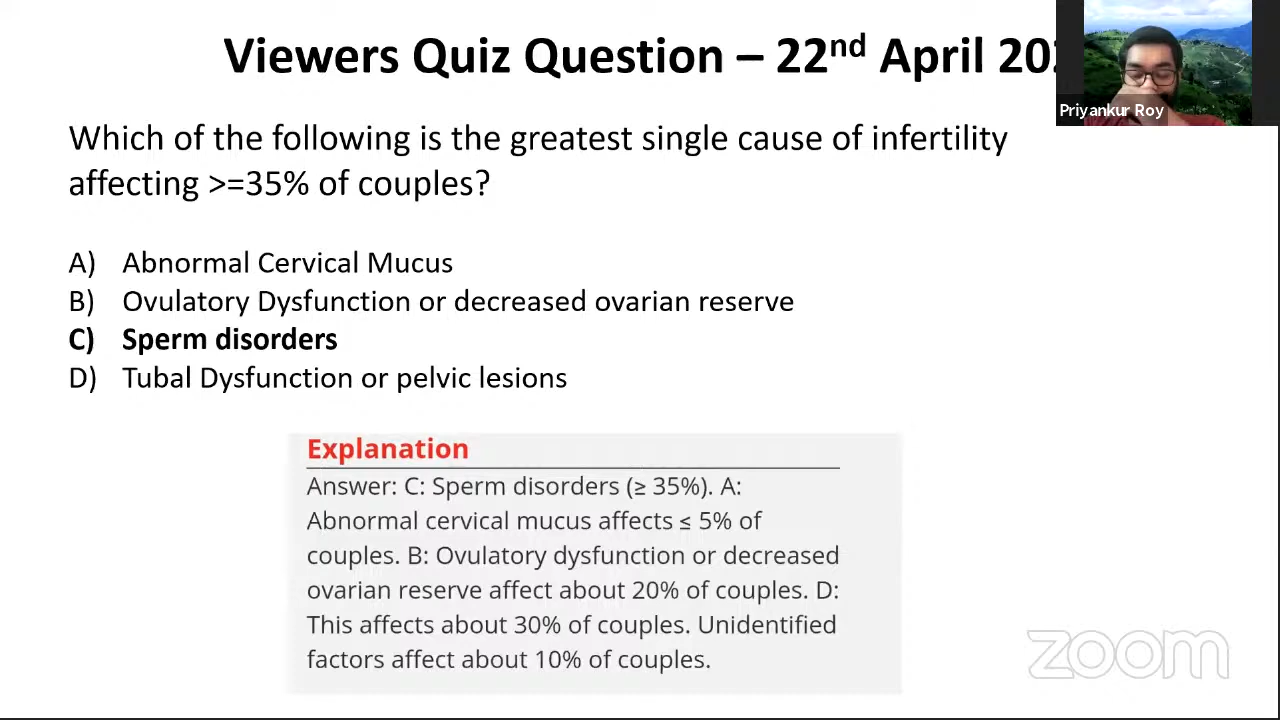 Viewers Quiz Question – 22nd April
Priyankur Roy
Which of the following is the greatest single cause of infertility
affecting >=35% of couples?
A) Abnormal Cervical Mucus
B) Ovulatory Dysfunction or decreased ovarian reserve
C) Sperm disorders
D) Tubal Dysfunction or pelvic lesions
Explanation
Answer: C: Sperm disorders (≥ 35%). A:
Abnormal cervical mucus affects ≤ 5% of
couples. B: Ovulatory dysfunction or decreased
ovarian reserve affect about 20% of couples. D:
This affects about 30% of couples. Unidentified
factors affect about 10% of couples.
zoom